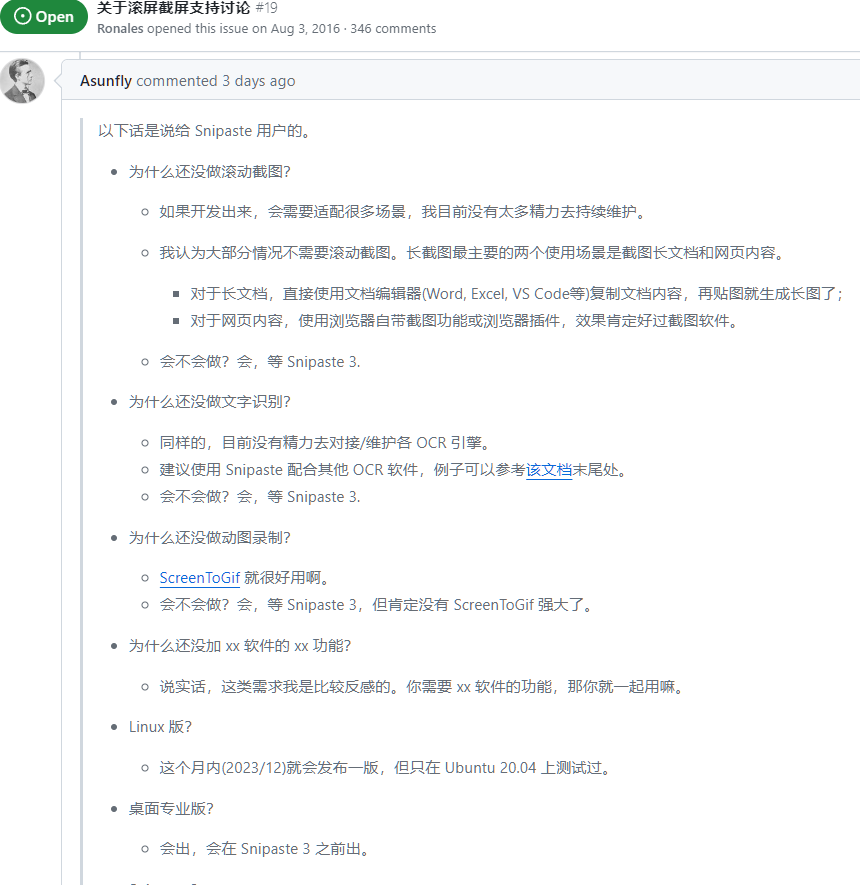 Open
关于滚屏截屏支持讨论 #19
Ronales opened this issue on Aug 3, 2016 · 346 comments
Asunfly commented 3 days ago
以下话是说给 Snipaste 用户的。
为什么还没做滚动截图?
如果开发出来，会需要适配很多场景，我目前没有太多精力去持续维护。
我认为大部分情况不需要滚动截图。长截图最主要的两个使用场景是截图长文档和网页内容。
对于长文档，直接使用文档编辑器(Word, Excel, VS Code等)复制文档内容，再贴图就生成长图了；
对于网页内容，使用浏览器自带截图功能或浏览器插件，效果肯定好过截图软件。
会不会做？会，等 Snipaste 3.
为什么还没做文字识别?
同样的，目前没有精力去对接/维护各 OCR 引擎。
建议使用 Snipaste 配合其他 OCR 软件，例子可以参考该文档末尾处。
会不会做？会，等 Snipaste 3.
为什么还没做动图录制?
ScreenToGif 就很好用啊。
会不会做？会，等 Snipaste 3，但肯定没有 ScreenToGif 强大了。
为什么还没加 xx 软件的 xx 功能?
说实话，这类需求我是比较反感的。你需要 xx 软件的功能，那你就一起用嘛。
Linux 版?
这个月内(2023/12)就会发布一版，但只在 Ubuntu 20.04 上测试过。
桌面专业版?
会出，会在 Snipaste 3 之前出。